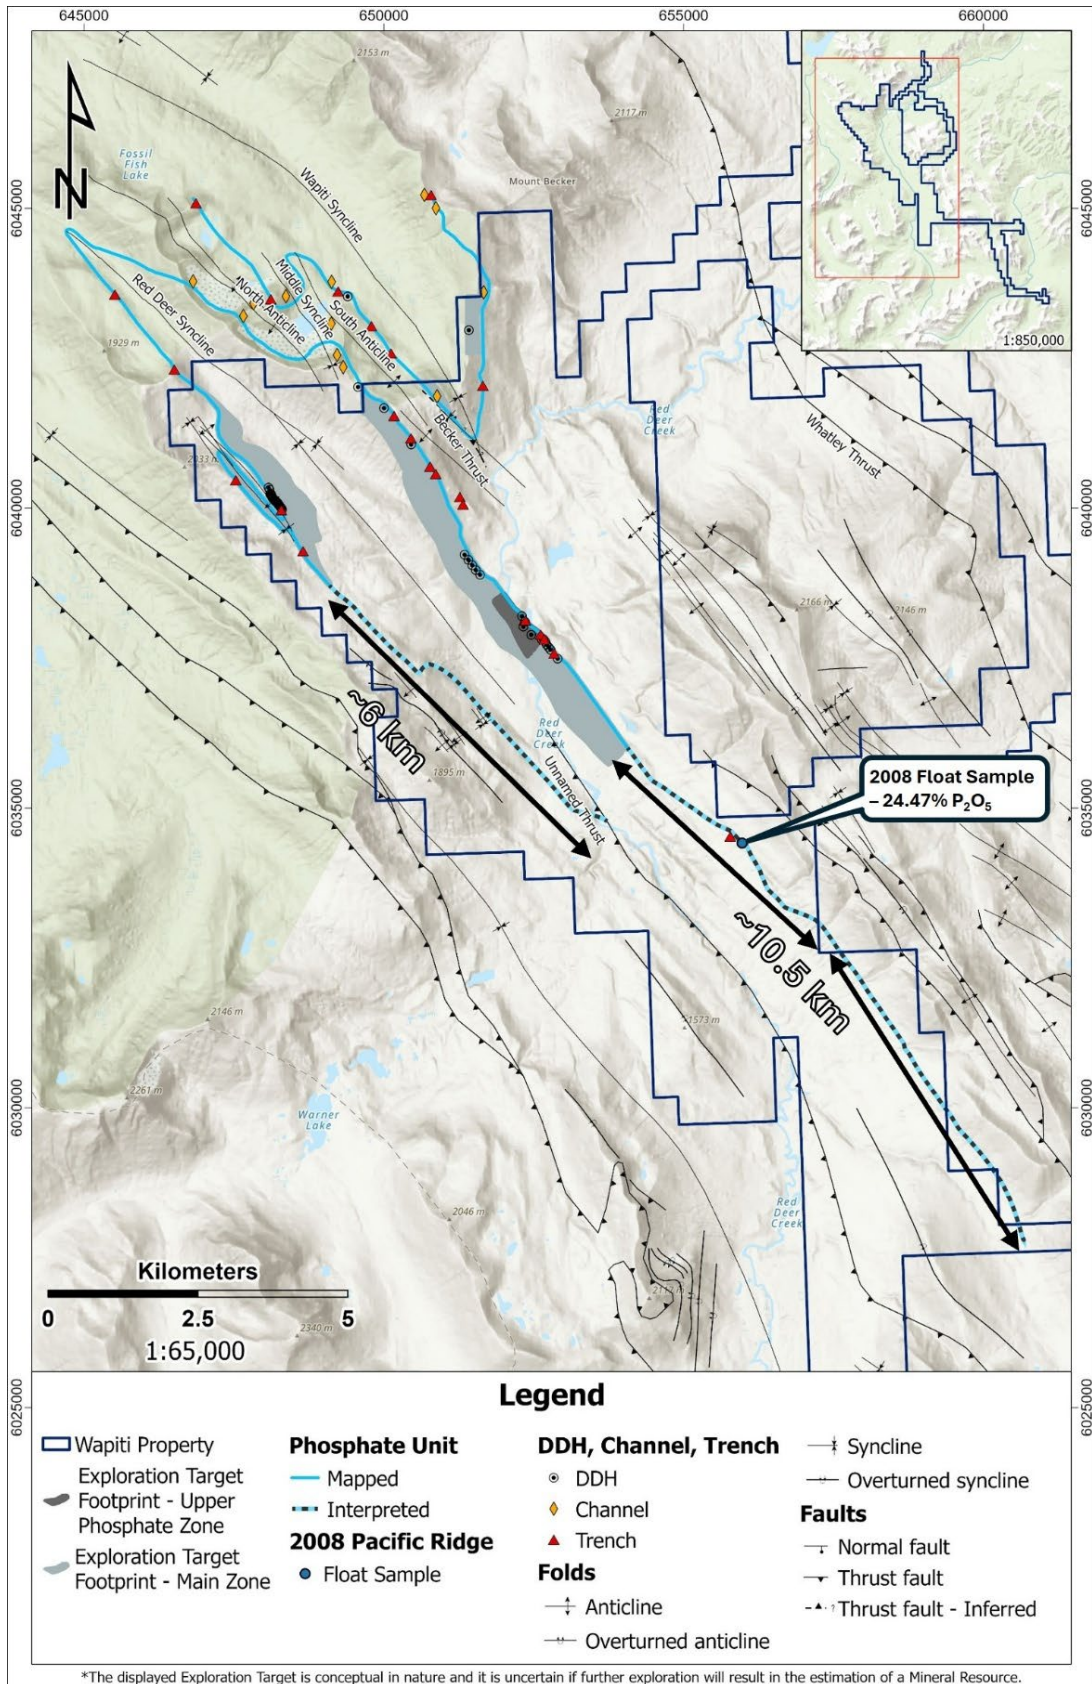 645000
650000
655000
660000
6045000
6040000
6035000
6030000
6025000
6045000
6040000
6035000
6030000
6025000
N
2153 m
2117 m
Fossil
Fish
Lake
Mount Becker
Wapiti Syncline
Middle Syncline
North Anticline
South Anticline
Red Deer Syncline
1929 m
2033 m
Becker Thrust
Red
Deer
Creek
Whatley Thrust
1:850,000
2166 m
2146 m
~6 km
1895 m
Red
Deer
Creek
Unnamed Thrust
2008 Float Sample
– 24.47% P₂O₅
~10.5 km
1573 m
2146 m
2261 m
Warner
Lake
2046 m
Red
Deer
Creek
2340 m
Kilometers
0
2.5
5
1:65,000
Legend
Wapiti Property
Exploration Target
Footprint - Upper
Phosphate Zone
Exploration Target
Footprint - Main Zone
Phosphate Unit
Mapped
Interpreted
2008 Pacific Ridge
Float Sample
DDH, Channel, Trench
DDH
Channel
Trench
Folds
Anticline
Overturned anticline
Syncline
Overturned syncline
Faults
Normal fault
Thrust fault
Thrust fault - Inferred
*The displayed Exploration Target is conceptual in nature and it is uncertain if further exploration will result in the estimation of a Mineral Resource.